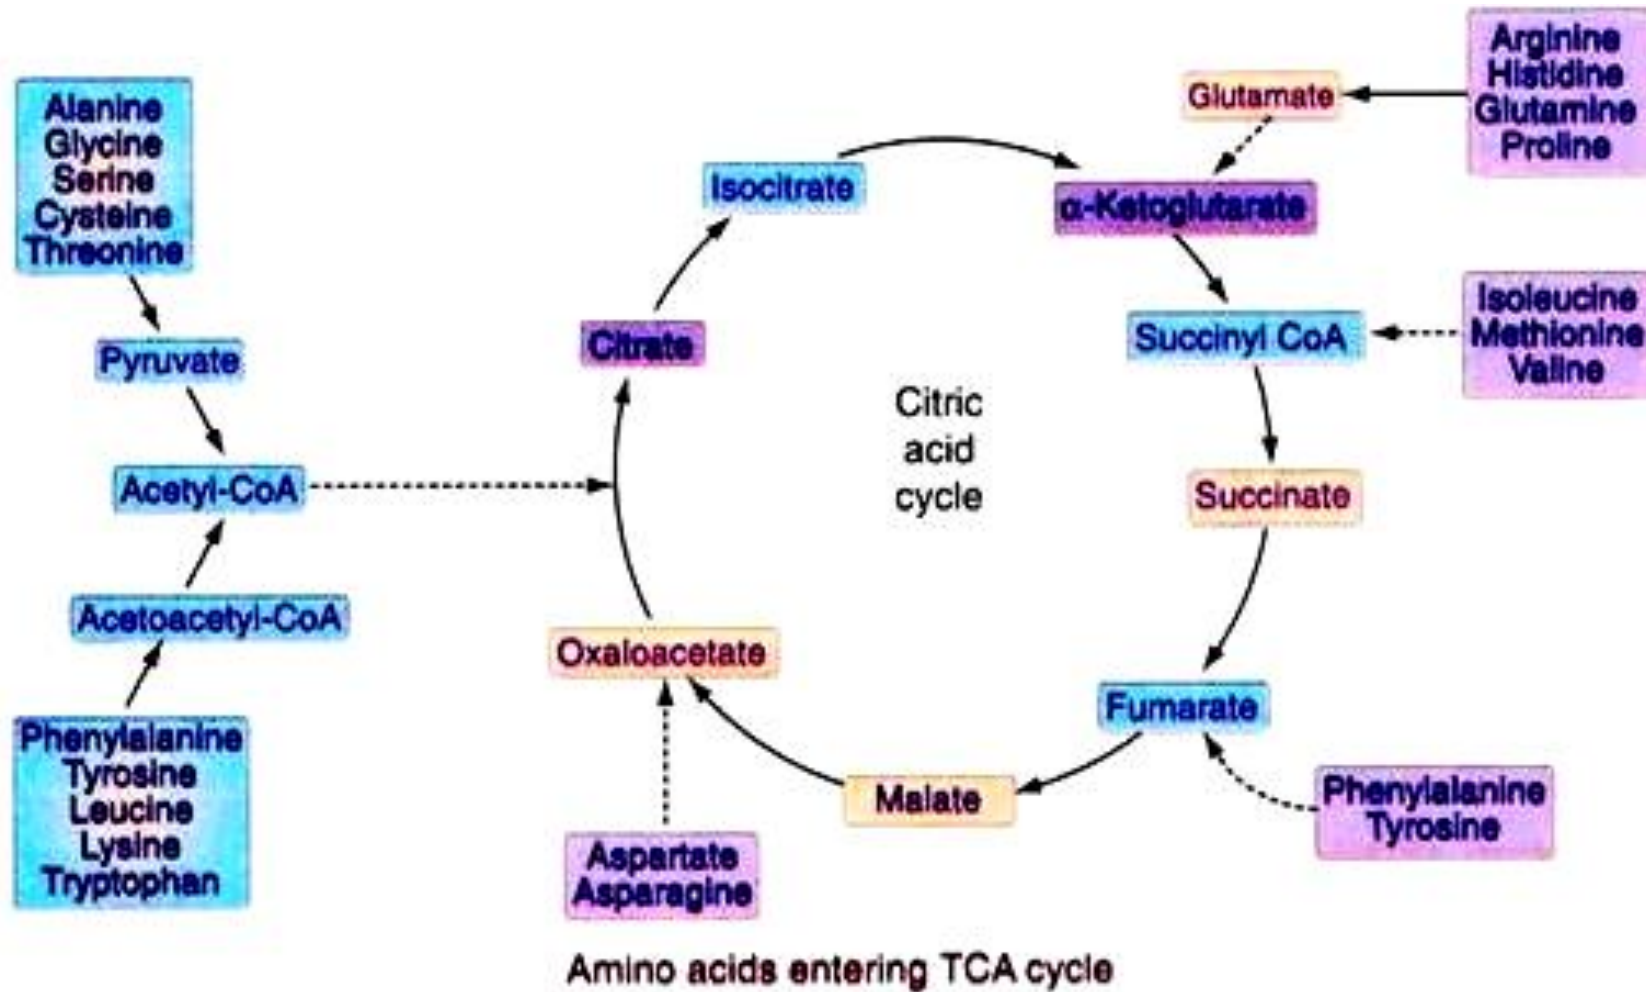 Alanine
Glycine
Serine
Cysteine
Threonine
Pyruvate
Acetyl-CoA
Acetoacetyl-CoA
Phenylalanine
Tyrosine
Leucine
Lysine
Tryptophan
Isocitrate
Citrate
Oxaloacetate
Aspartate
Asparagine
Citric
acid
cycle
Glutamate
Arginine
Histidine
Glutamine
Proline
α-Ketoglutarate
Succinyl CoA
Isoleucine
Methionine
Valine
Succinate
Fumarate
Malate
Phenylalanine
Tyrosine
Amino acids entering TCA cycle